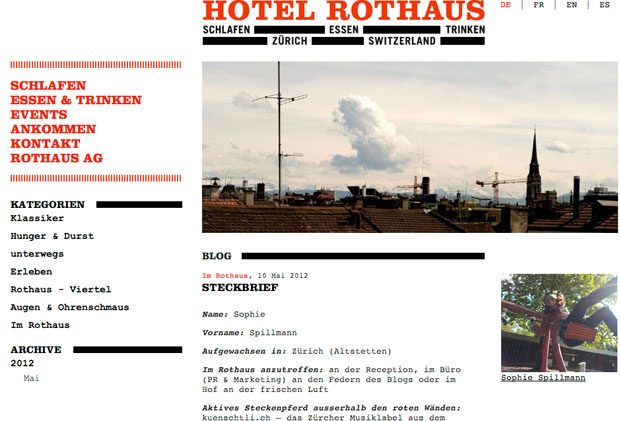 HOTEL ROTHAUS
SCHLAFEN ESSEN TRINKEN
ZÜRICH SWITZERLAND
DE | FR | EN | ES
SCHLAFEN
ESSEN & TRINKEN
EVENTS
ANKOMMEN
KONTAKT
ROTHAUS AG
KATEGORIEN
Klassiker
Hunger & Durst
unterwegs
Erleben
Rothaus - Viertel
Augen & Ohrenschmaus
Im Rothaus
ARCHIVE
2012
Mai
BLOG
Im Rothaus, 10 Mai 2012
STECKBRIEF
Name: Sophie
Vorname: Spillmann
Aufgewachsen in: Zürich (Altstetten)
Im Rothaus anzutreffen: an der Reception, im Büro
(PR & Marketing) an den Federn des Blogs oder im
Hof an der frischen Luft
Aktives Steckenpferd ausserhalb den roten Wänden:
kuenschtli.ch – das Zürcher Musiklabel aus dem
Sophie Spillmann